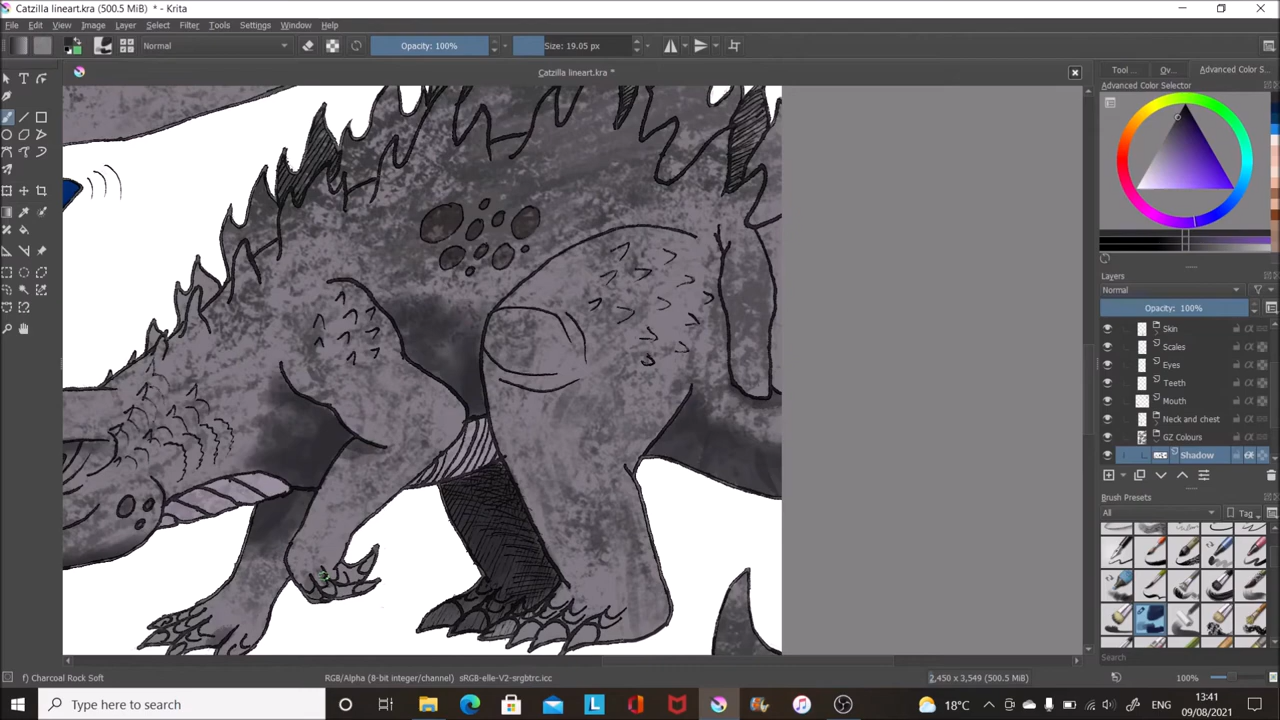 Catzilla lineart.kra (500.5 MiB) * - Krita
File Edit View Image Layer Select Filter Tools Settings Window Help
Normal Opacity: 100% Size: 19.05 px
Catzilla lineart.kra *
Tool ... Ov... Advanced Color S...
Advanced Color Selector
Layers
Normal
Opacity: 100%
Skin
Scales
Eyes
Teeth
Mouth
Neck and chest
GZ Colours
Shadow
Brush Presets
All Tag
Search
f) Charcoal Rock Soft RGB/Alpha (8-bit integer/channel) sRGB-elle-V2-srgbtrc.icc 2,450 x 3,549 (500.5 MiB) 100%
Type here to search 18°C 13:41
09/08/2021